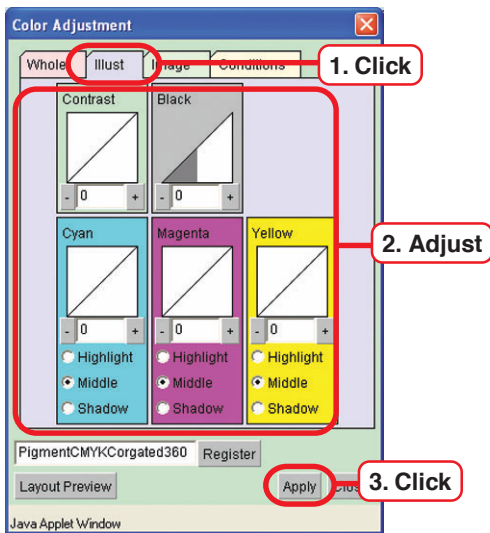 Color Adjustment
Whole Illust Image Conditions
1. Click
Contrast Black
- 0 + - 0 +
2. Adjust
Cyan Magenta Yellow
- 0 + - 0 + - 0 +
Highlight Highlight Highlight
Middle Middle Middle
Shadow Shadow Shadow
PigmentCMYKCorgated360 Register
Layout Preview Apply Close
3. Click
Java Applet Window